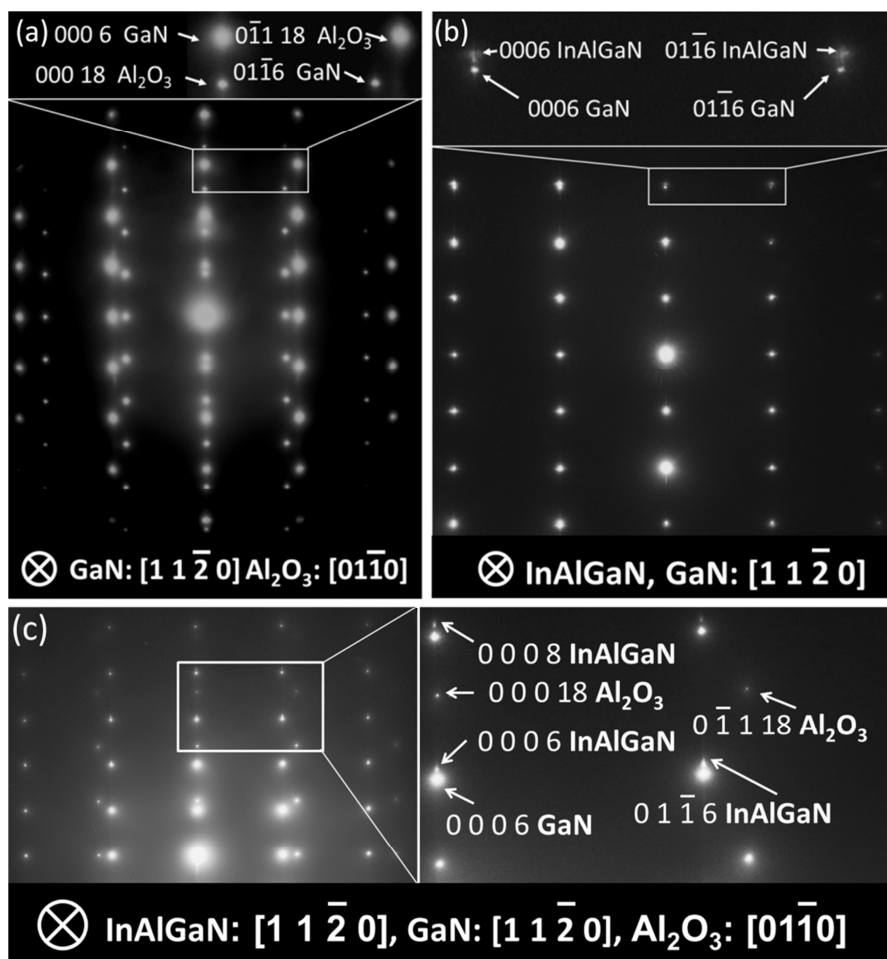 (a) 000 6 GaN 01̅1 18 Al₂O₃
000 18 Al₂O₃ 011̅6 GaN
⊗ GaN: [1 1 2̅ 0] Al₂O₃: [011̅0]
(b) 0006 InAlGaN 011̅6 InAlGaN
0006 GaN 011̅6 GaN
⊗ InAlGaN, GaN: [1 1 2̅ 0]
(c)
0 0 0 8 InAlGaN
0 0 0 18 Al₂O₃
0 1̅ 1 18 Al₂O₃
0 0 0 6 InAlGaN
0 0 0 6 GaN
0 1 1̅ 6 InAlGaN
⊗ InAlGaN: [1 1 2̅ 0], GaN: [1 1 2̅ 0], Al₂O₃: [011̅0]